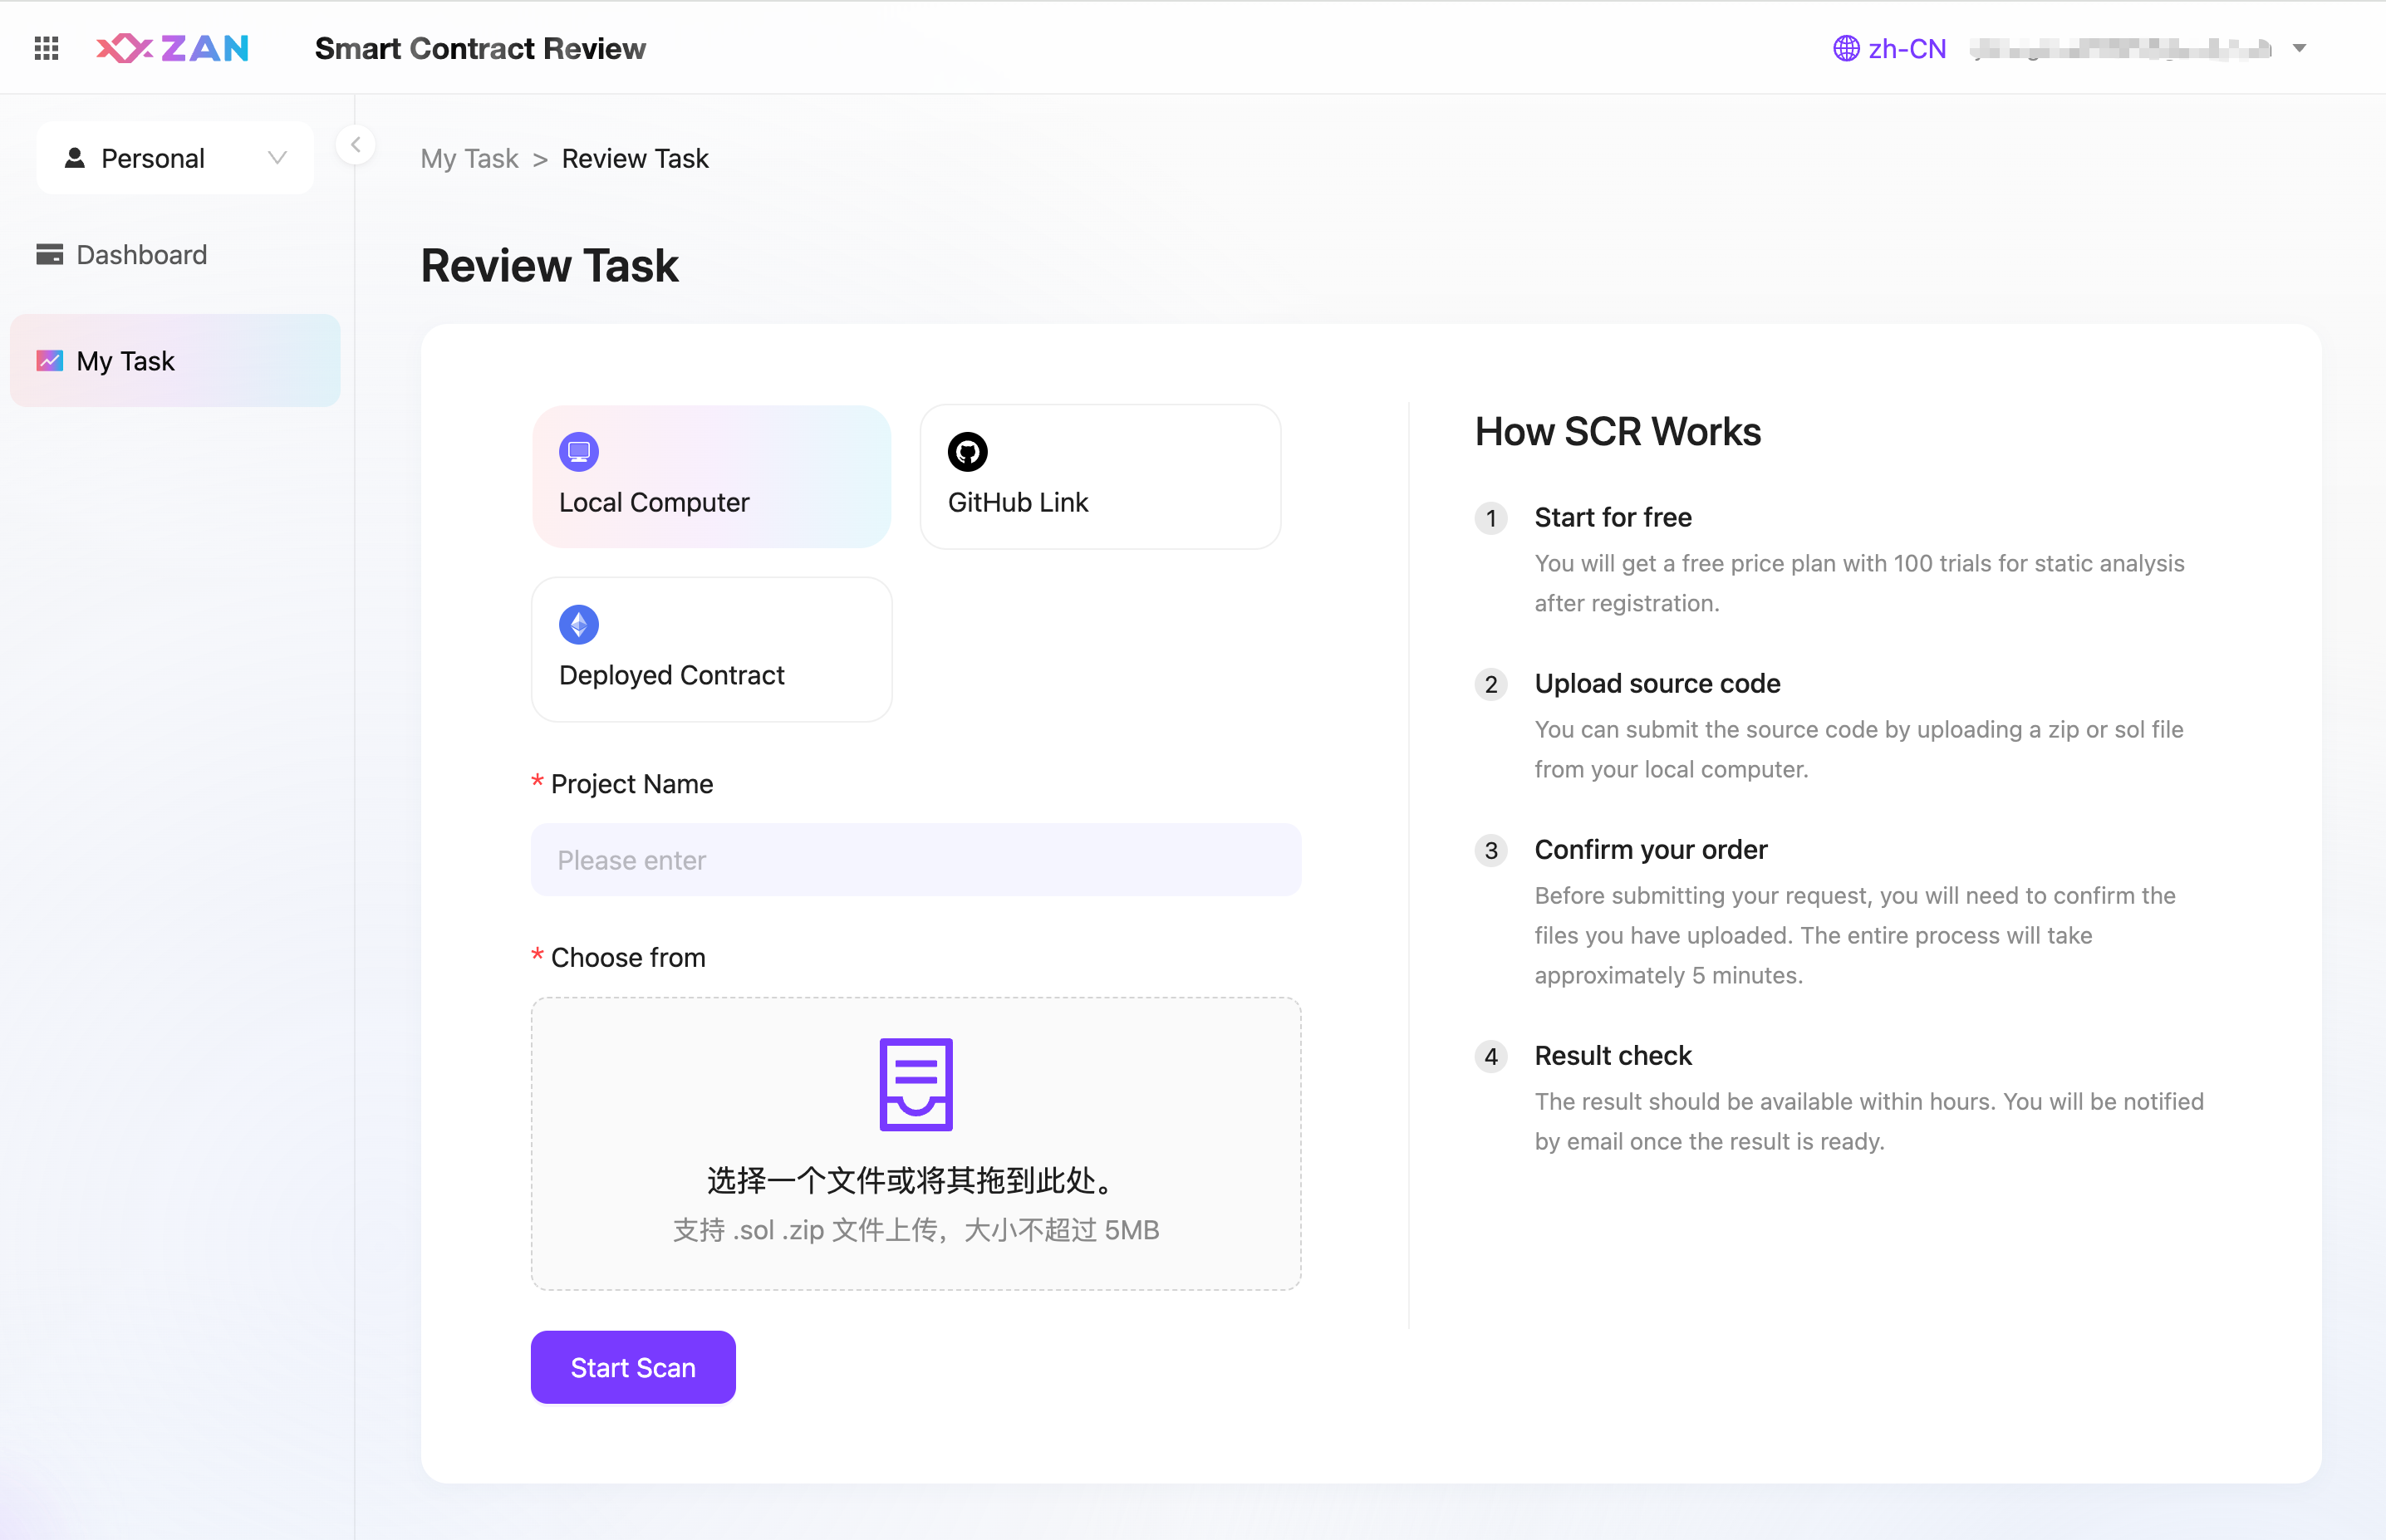 ZAN
Smart Contract Review
zh-CN
Personal
Dashboard
My Task
My Task > Review Task
Review Task
Local Computer
GitHub Link
Deployed Contract
* Project Name
Please enter
* Choose from
选择一个文件或将其拖到此处。
支持 .sol .zip 文件上传，大小不超过 5MB
Start Scan
How SCR Works
1 Start for free
You will get a free price plan with 100 trials for static analysis
after registration.
2 Upload source code
You can submit the source code by uploading a zip or sol file
from your local computer.
3 Confirm your order
Before submitting your request, you will need to confirm the
files you have uploaded. The entire process will take
approximately 5 minutes.
4 Result check
The result should be available within hours. You will be notified
by email once the result is ready.